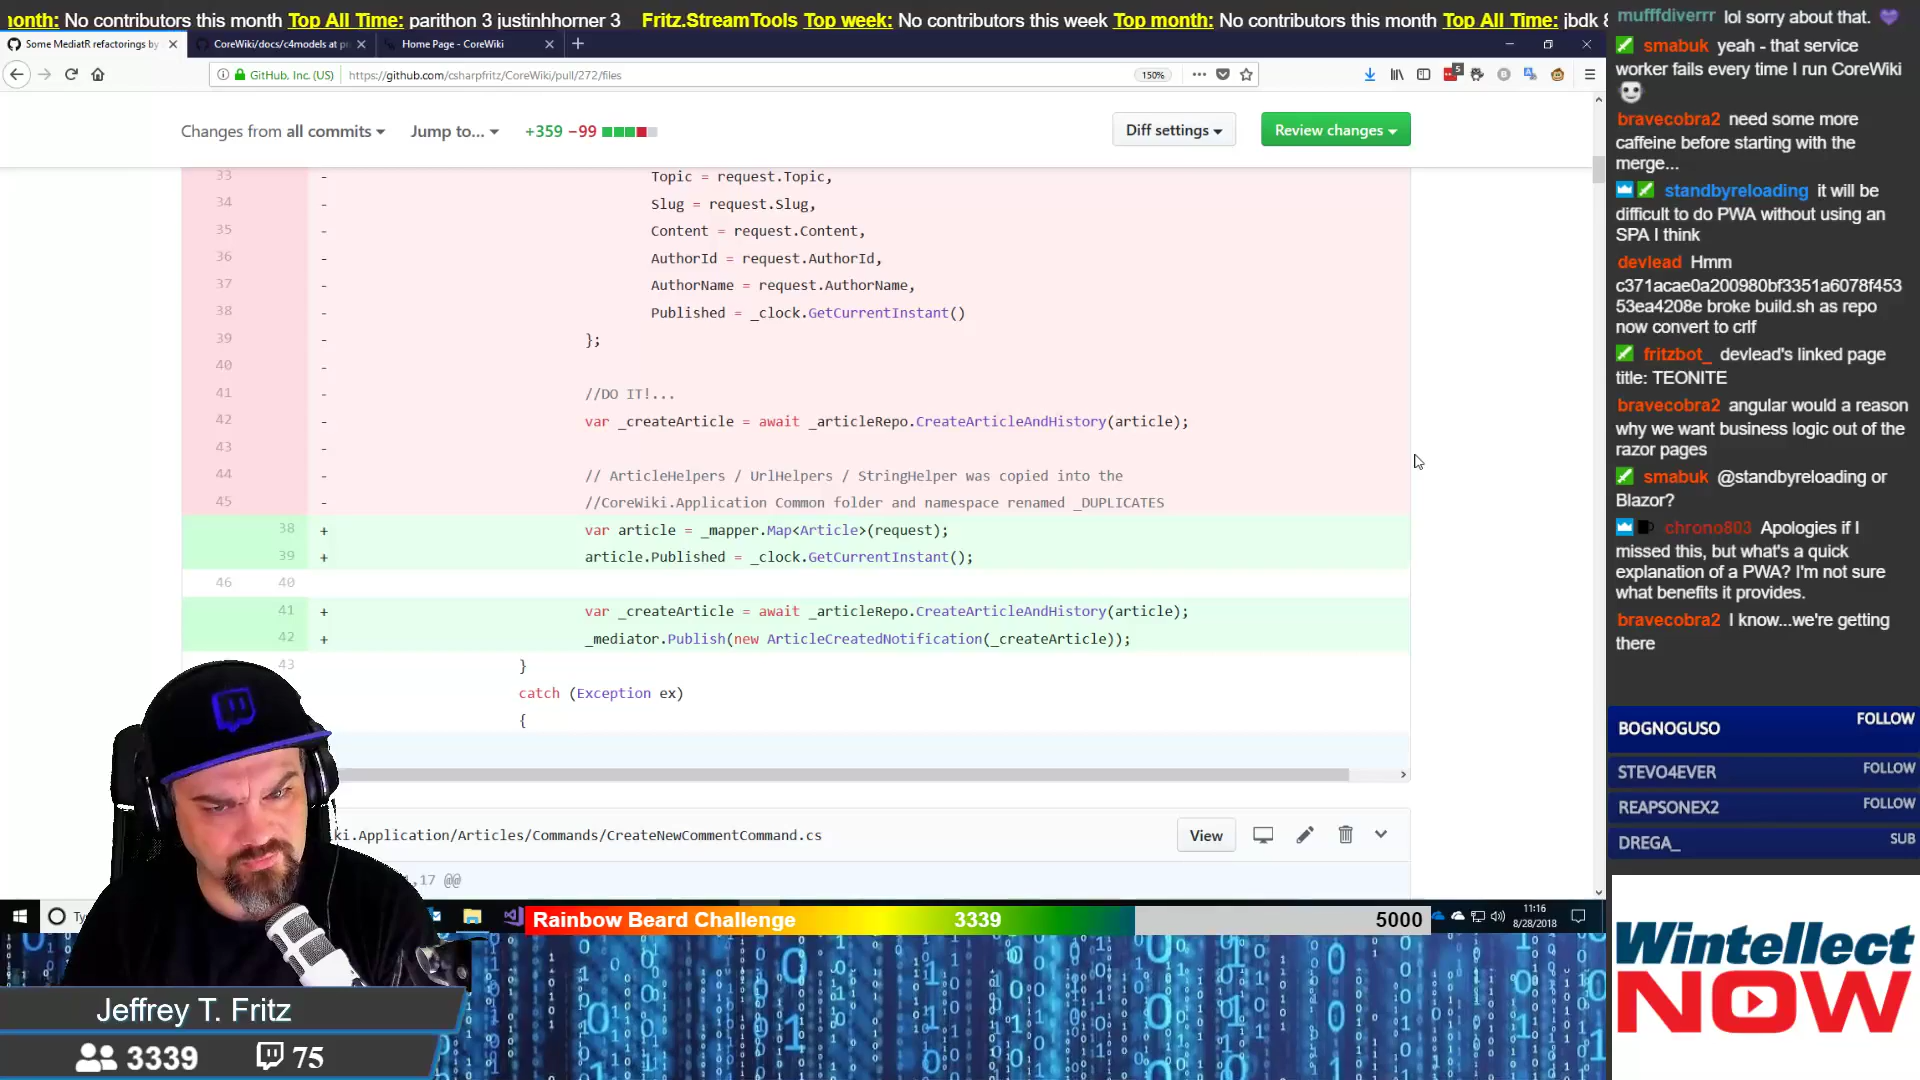 onth: No contributors this month Top All Time: parithon 3 justinhhorner 3 Fritz.StreamTools Top week: No contributors this week Top month: No contributors this month Top All Time: jbdk 8
Some MediatR refactorings by
CoreWiki/docs/c4models at
Home Page - CoreWiki
GitHub, Inc. (US)
https://github.com/csharpfritz/CoreWiki/pull/272/files
150%
5
Changes from all commits
Jump to...
+359 −99
Diff settings
Review changes
33 - Topic = request.Topic,
34 - Slug = request.Slug,
35 - Content = request.Content,
36 - AuthorId = request.AuthorId,
37 - AuthorName = request.AuthorName,
38 - Published = _clock.GetCurrentInstant()
39 - };
40 -
41 - //DO IT!...
42 - var _createArticle = await _articleRepo.CreateArticleAndHistory(article);
43 -
44 - // ArticleHelpers / UrlHelpers / StringHelper was copied into the
45 - //CoreWiki.Application Common folder and namespace renamed _DUPLICATES
38 + var article = _mapper.Map<Article>(request);
39 + article.Published = _clock.GetCurrentInstant();
46 40
41 + var _createArticle = await _articleRepo.CreateArticleAndHistory(article);
42 + _mediator.Publish(new ArticleCreatedNotification(_createArticle));
43 }
catch (Exception ex)
{
ki.Application/Articles/Commands/CreateNewCommentCommand.cs
View
,17 @@
11:16
8/28/2018
Rainbow Beard Challenge 3339 5000
Jeffrey T. Fritz
3339 75
mufffdiverrr lol sorry about that.
smabuk yeah - that service
worker fails every time I run CoreWiki
bravecobra2 need some more
caffeine before starting with the
merge...
standbyreloading it will be
difficult to do PWA without using an
SPA I think
devlead Hmm
c371acae0a200980bf3351a6078f453
53ea4208e broke build.sh as repo
now convert to crlf
fritzbot_ devlead's linked page
title: TEONITE
bravecobra2 angular would a reason
why we want business logic out of the
razor pages
smabuk @standbyreloading or
Blazor?
chrono803 Apologies if I
missed this, but what's a quick
explanation of a PWA? I'm not sure
what benefits it provides.
bravecobra2 I know...we're getting
there
BOGNOGUSO FOLLOW
STEVO4EVER FOLLOW
REAPSONEX2 FOLLOW
DREGA_ SUB
Wintellect
NOW